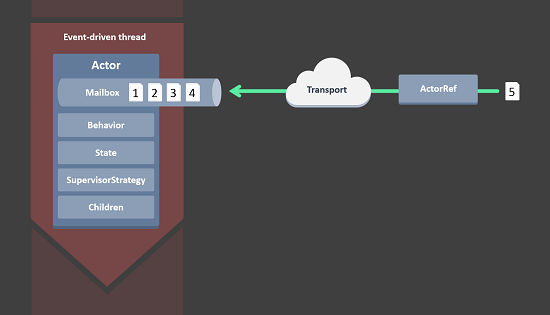 Event-driven thread
Actor
Mailbox 1 2 3 4
Transport
ActorRef
5
Behavior
State
SupervisorStrategy
Children